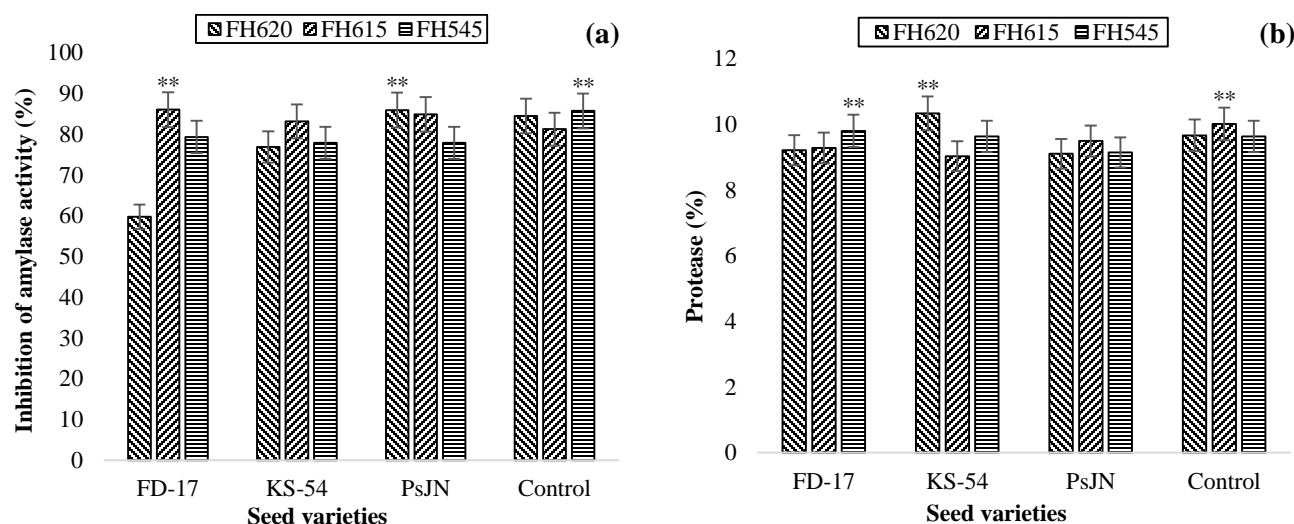 FH620 FH615 FH545
(a)
100
90
80
70
60
50
40
30
20
10
0
Inhibition of amylase activity (%)
**
**
**
FD-17 KS-54 PsJN Control
Seed varieties
FH620 FH615 FH545
(b)
12
10
8
6
4
2
0
Protease (%)
**
**
**
FD-17 KS-54 PsJN Control
Seed varieties